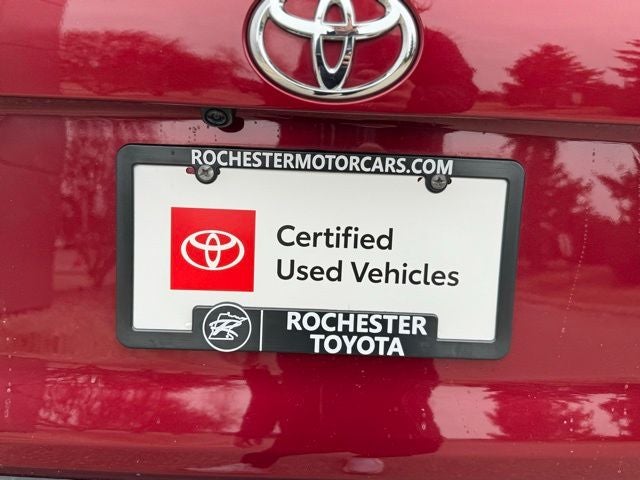 ROCHESTERMOTORCARS.COM
Certified
Used Vehicles
ROCHESTER
TOYOTA